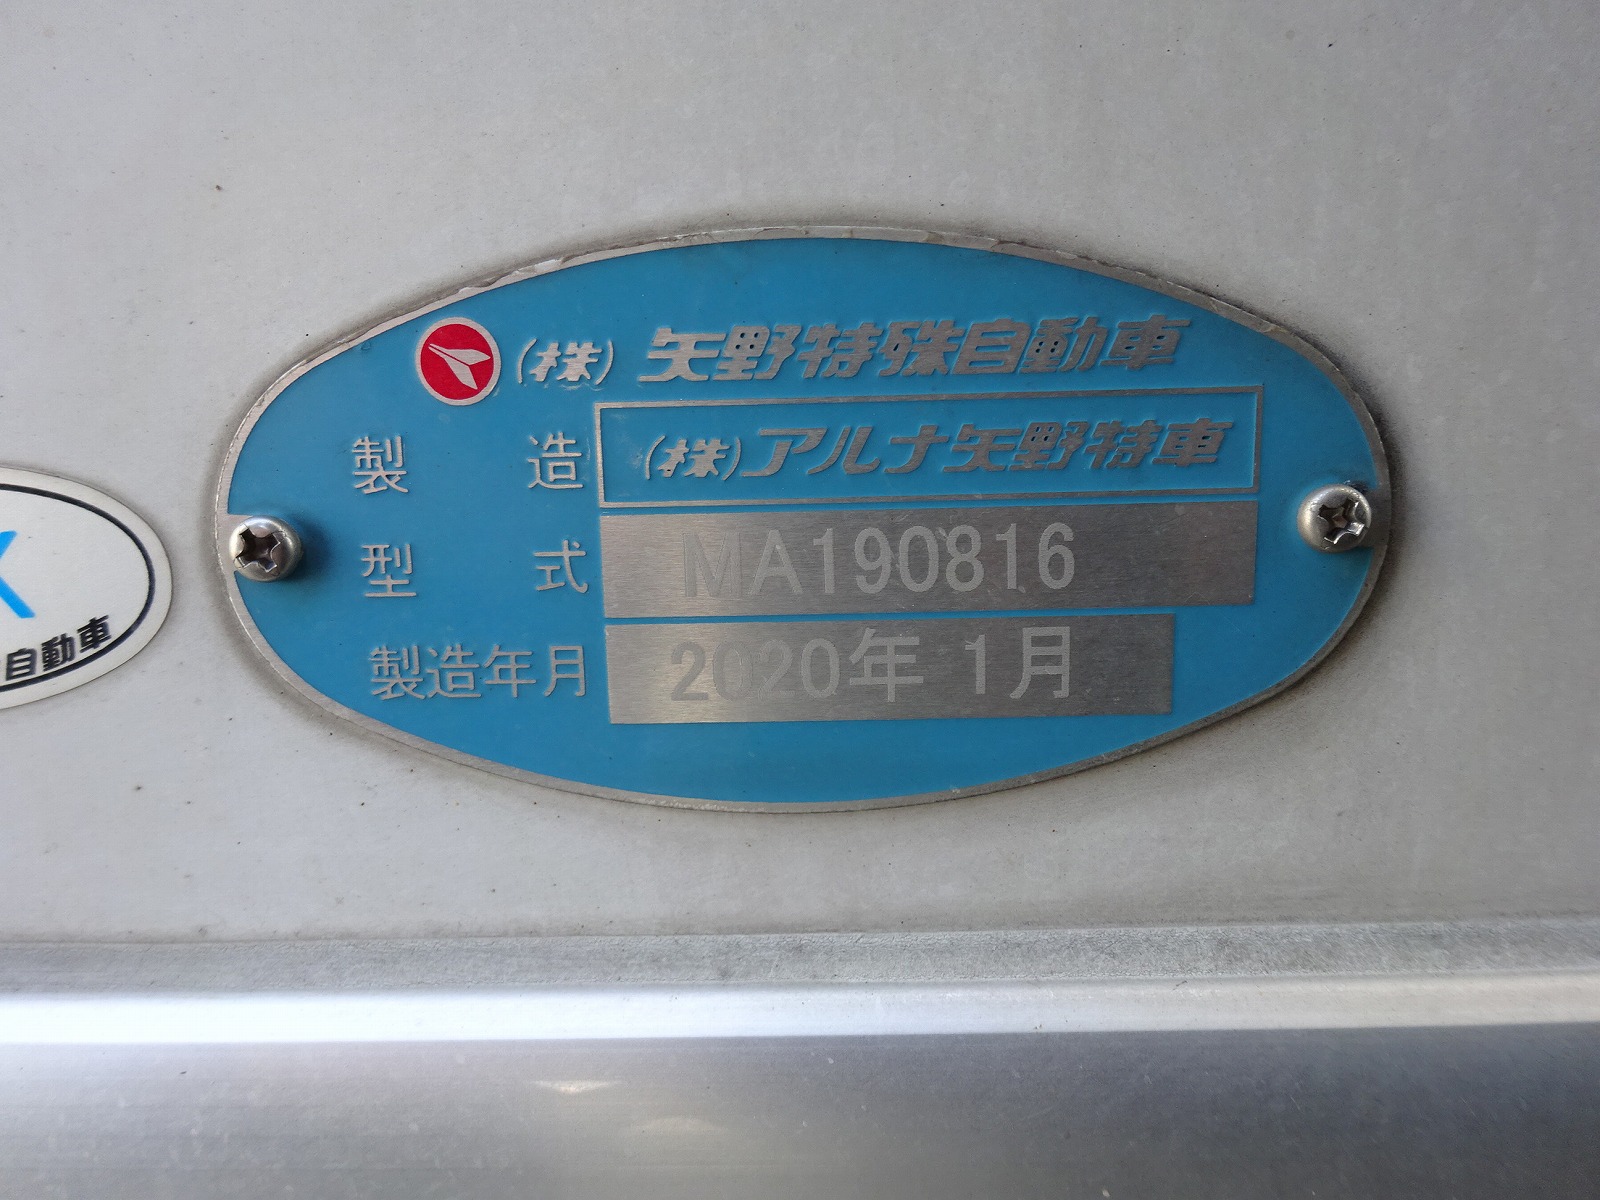 (株) 矢野特殊自動車
製造 (株)アルナ矢野特車
型式 MA190816
製造年月 2020年 1月
自動車